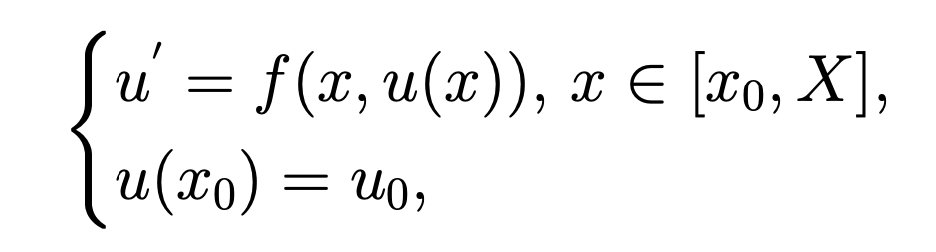 u′ = f(x, u(x)), x ∈ [x₀, X],
u(x₀) = u₀,